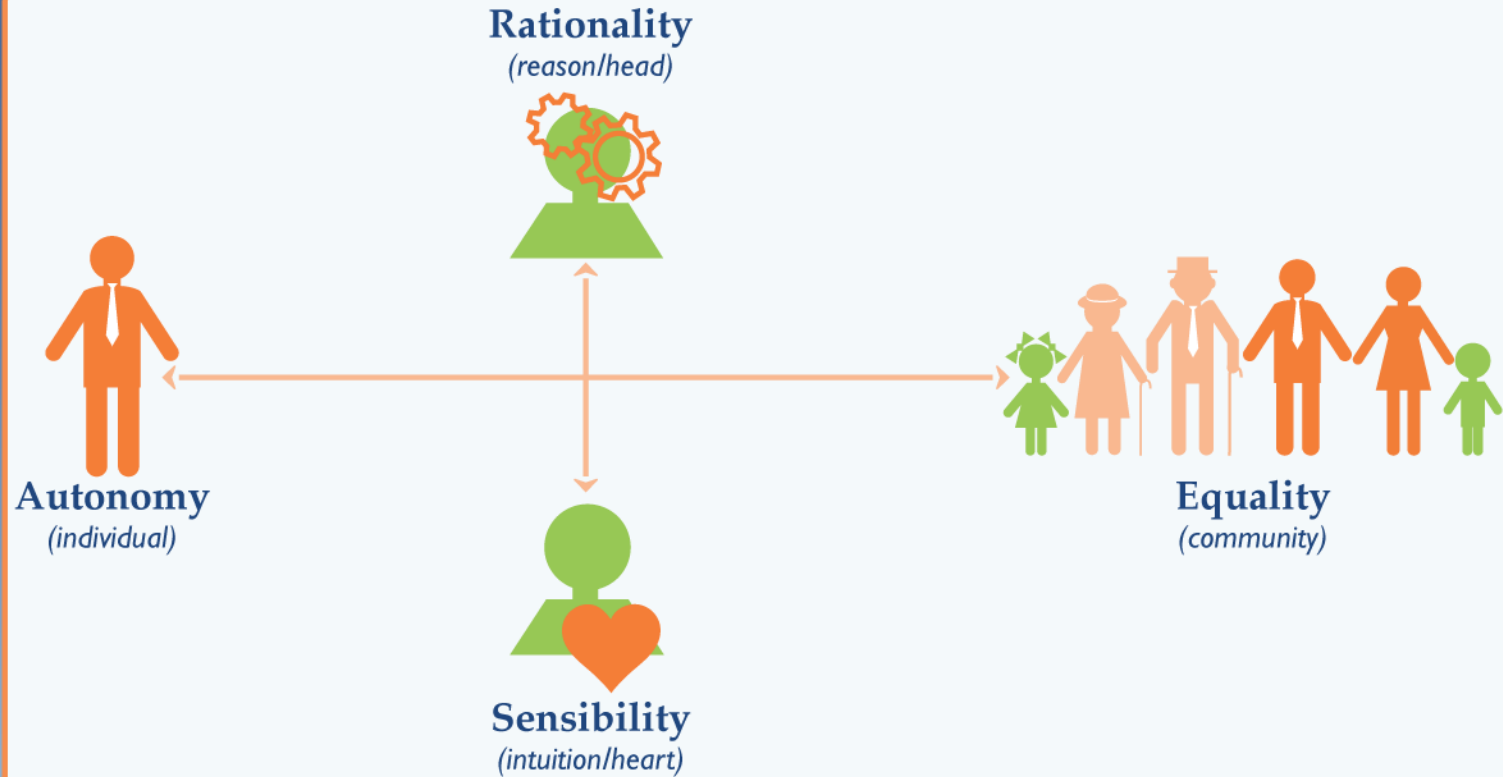 Rationality
(reason/head)
Autonomy
(individual)
Equality
(community)
Sensibility
(intuition/heart)